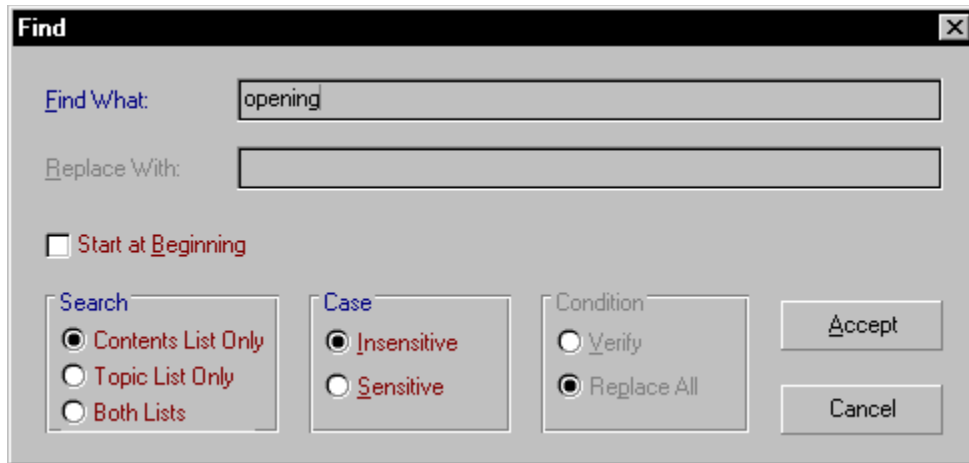 Find
Find What: opening
Replace With:
Start at Beginning
Search Case Condition
Contents List Only Insensitive Verify Accept
Topic List Only Sensitive Replace All
Both Lists Cancel